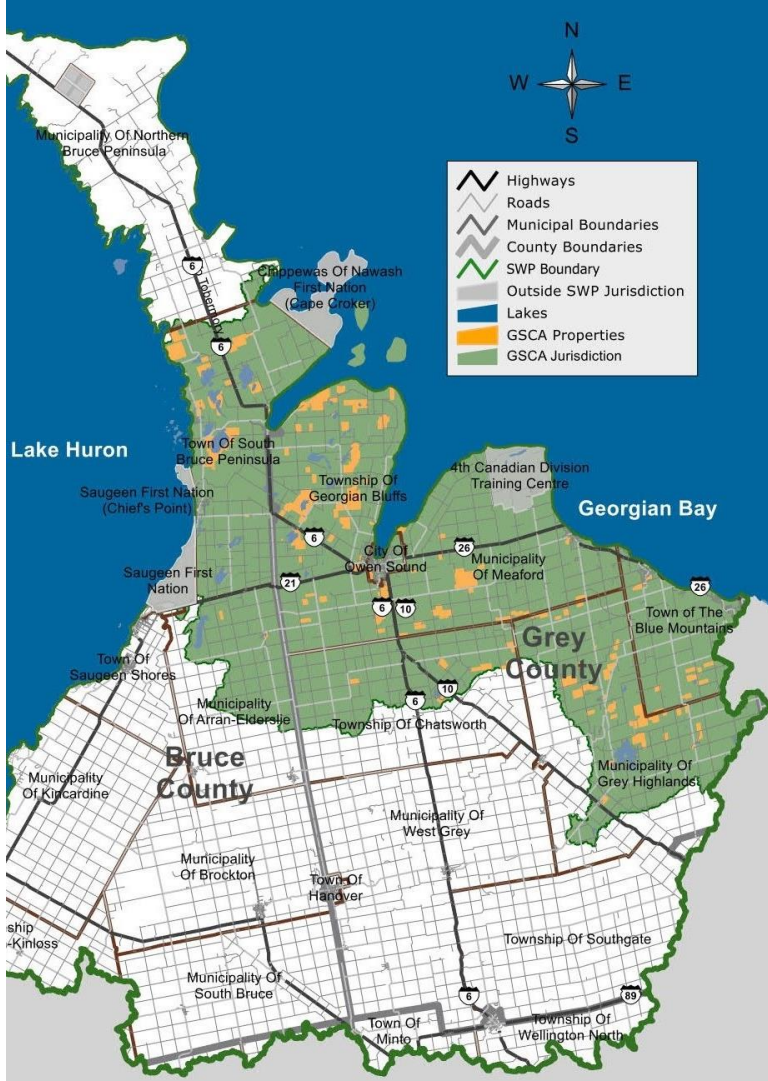 N
W E
S
Highways
Roads
Municipal Boundaries
County Boundaries
SWP Boundary
Outside SWP Jurisdiction
Lakes
GSCA Properties
GSCA Jurisdiction
Municipality Of Northern
Bruce Peninsula
6
Tobermory
Chippewas Of Nawash
First Nation
(Cape Croker)
6
Lake Huron
Town Of South
Bruce Peninsula
Township Of
Georgian Bluffs
4th Canadian Division
Training Centre
Georgian Bay
Saugeen First Nation
(Chief's Point)
6
City Of
Owen Sound
26
Municipality
Of Meaford
Saugeen First
Nation
21
6
10
26
Town of The
Blue Mountains
Grey
County
Town Of
Saugeen Shores
10
6
Municipality
Of Arran-Elderslie
Township Of Chatsworth
Bruce
County
Municipality
Of Kincardine
Municipality Of
Grey Highlands
Municipality Of
West Grey
Municipality
Of Brockton
Town Of
Hanover
ship
-Kinloss
Township Of Southgate
Municipality Of
South Bruce
6
89
Town Of
Minto
Township Of
Wellington North